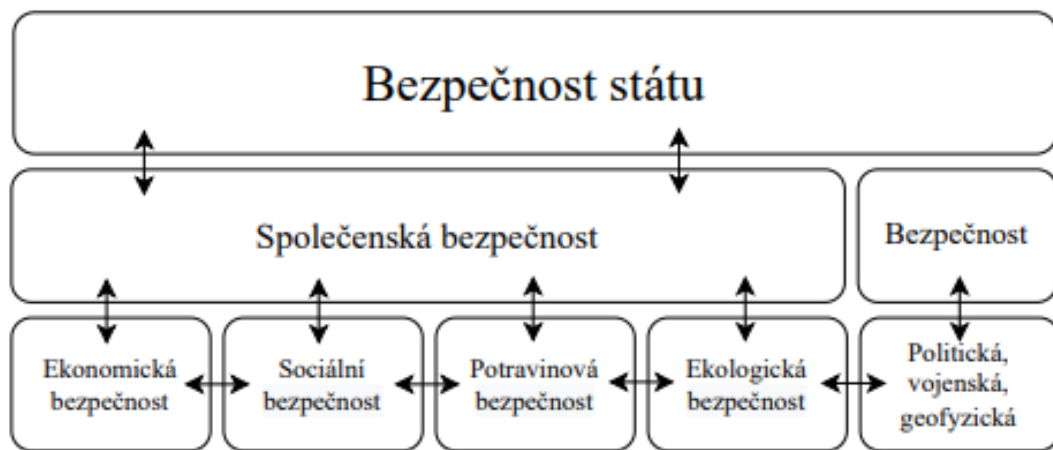 Bezpečnost státu
Společenská bezpečnost
Bezpečnost
Ekonomická
bezpečnost
Sociální
bezpečnost
Potravinová
bezpečnost
Ekologická
bezpečnost
Politická,
vojenská,
geofyzická